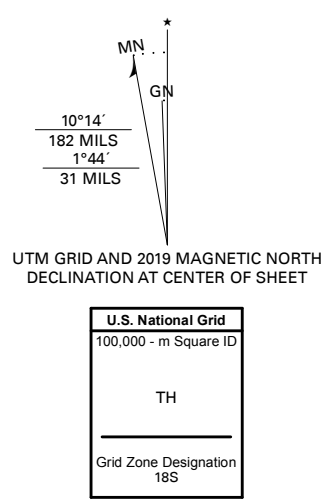 ★
MN
GN
10°14´
182 MILS
1°44´
31 MILS
UTM GRID AND 2019 MAGNETIC NORTH
DECLINATION AT CENTER OF SHEET
U.S. National Grid
100,000 - m Square ID
TH
Grid Zone Designation
18S